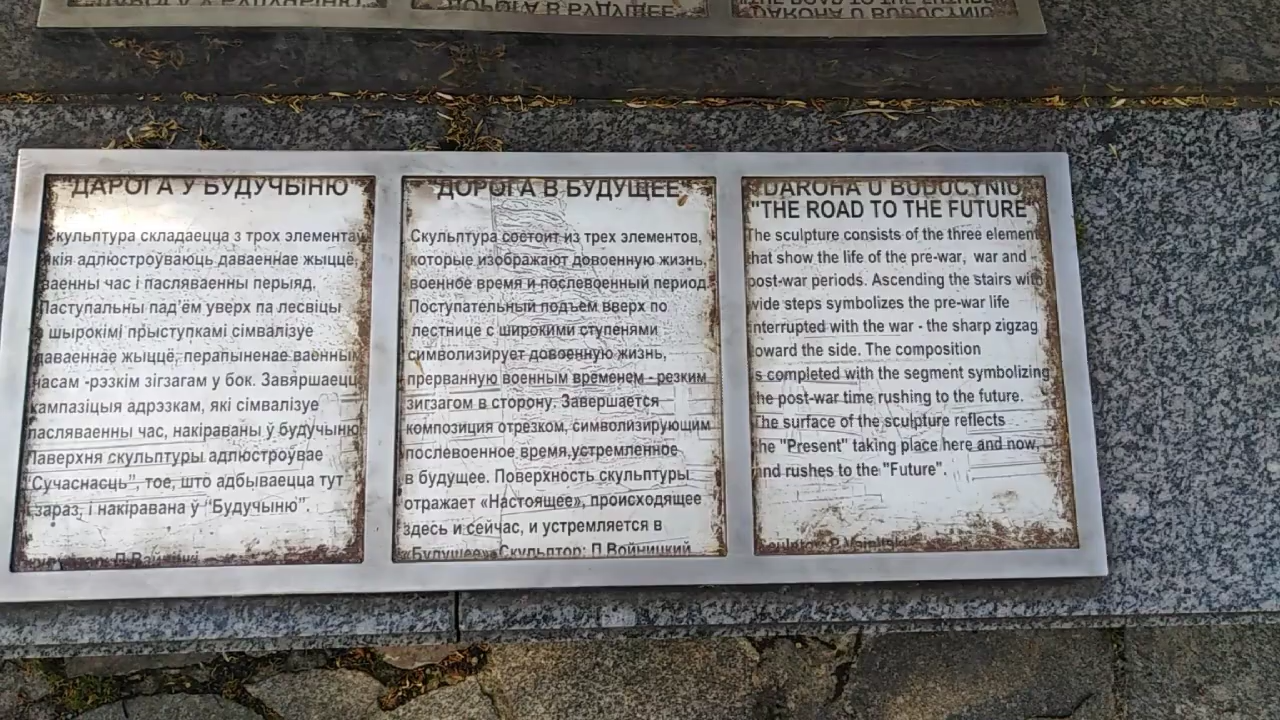 ДАРОГА У БУДУЧЫНЮ
Скульптура складаецца з трох элемента
якія адлюстроўваюць даваеннае жыццё,
ваенны час і пасляваенны перыяд.
Паступальны пад'ём уверх па лесвіцы
з шырокімі прыступкамі сімвалізуе
даваеннае жыццё, перапыненае ваенным
часам -рэзкім зігзагам у бок. Завяршаецц
кампазіцыя адрэзкам, які сімвалізуе
пасляваенны час, накіраваны ў будучыню
Паверхня скульптуры адлюстроўвае
"Сучаснасць", тое, што адбываецца тут
і зараз, і накіравана ў "Будучыню".
"ДОРОГА В БУДУЩЕЕ"
Скульптура состоит из трех элементов,
которые изображают довоенную жизнь,
военное время и послевоенный период.
Поступательный подъем вверх по
лестнице с широкими ступенями
символизирует довоенную жизнь,
прерванную военным временем - резким
зигзагом в сторону. Завершается
композиция отрезком, символизирующим
послевоенное время,устремленное
в будущее. Поверхность скульптуры
отражает «Настоящее», происходящее
здесь и сейчас, и устремляется в
«Будущее» Скульптор: П.Войницкий
"DAROHA U BUDUCYNIU
"THE ROAD TO THE FUTURE"
The sculpture consists of the three element
that show the life of the pre-war, war and
post-war periods. Ascending the stairs with
wide steps symbolizes the pre-war life
interrupted with the war - the sharp zigzag
toward the side. The composition
is completed with the segment symbolizing
the post-war time rushing to the future.
The surface of the sculpture reflects
the "Present" taking place here and now,
and rushes to the "Future".